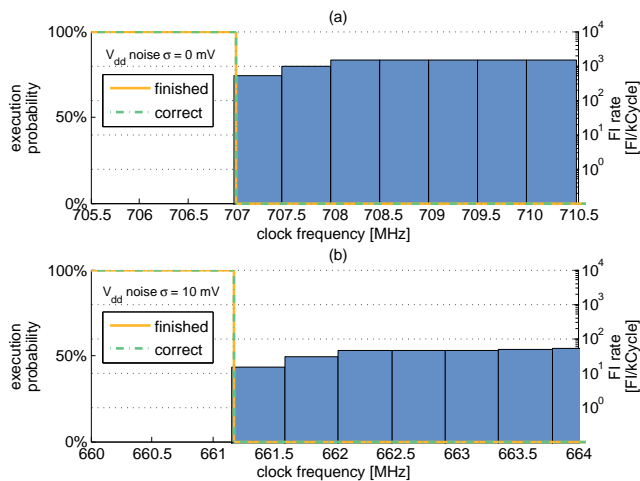 (a)
100%
50%
0%
execution
probability
V_dd noise σ = 0 mV
finished
correct
10^4
10^3
10^2
10^1
10^0
FI rate
[FI/kCycle]
705.5 706 706.5 707 707.5 708 708.5 709 709.5 710 710.5
clock frequency [MHz]
(b)
100%
50%
0%
execution
probability
V_dd noise σ = 10 mV
finished
correct
10^4
10^3
10^2
10^1
10^0
FI rate
[FI/kCycle]
660 660.5 661 661.5 662 662.5 663 663.5 664
clock frequency [MHz]